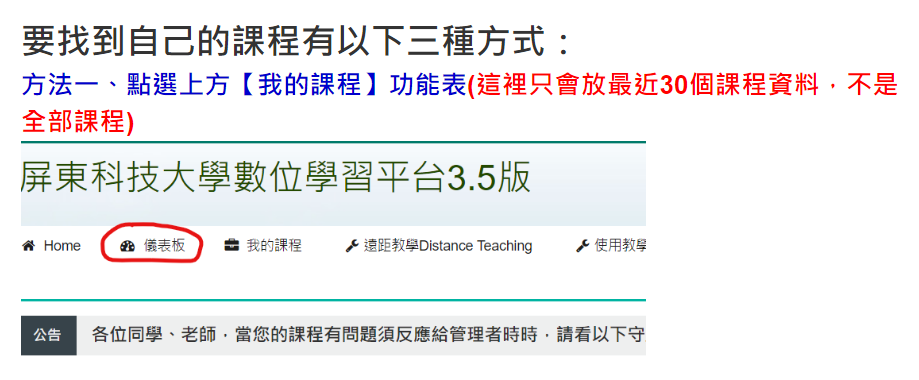 要找到自己的課程有以下三種方式：
方法一、點選上方【我的課程】功能表(這裡只會放最近30個課程資料，不是
全部課程)
屏東科技大學數位學習平台3.5版
Home 儀表板 我的課程 遠距教學Distance Teaching 使用教學
公告 各位同學、老師，當您的課程有問題須反應給管理者時時，請看以下守